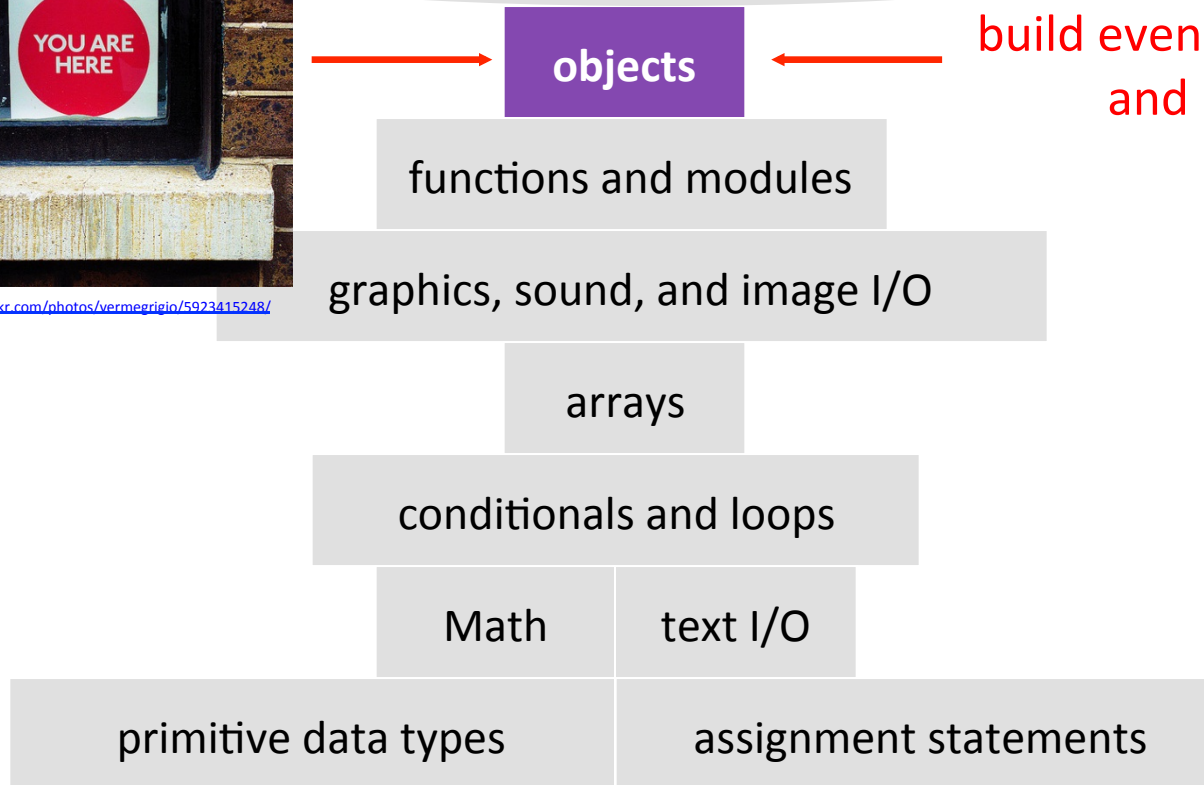 YOU ARE
HERE
objects
build even
and
functions and modules
graphics, sound, and image I/O
kr.com/photos/vermegrigio/5923415248/
arrays
conditionals and loops
Math
text I/O
primitive data types
assignment statements